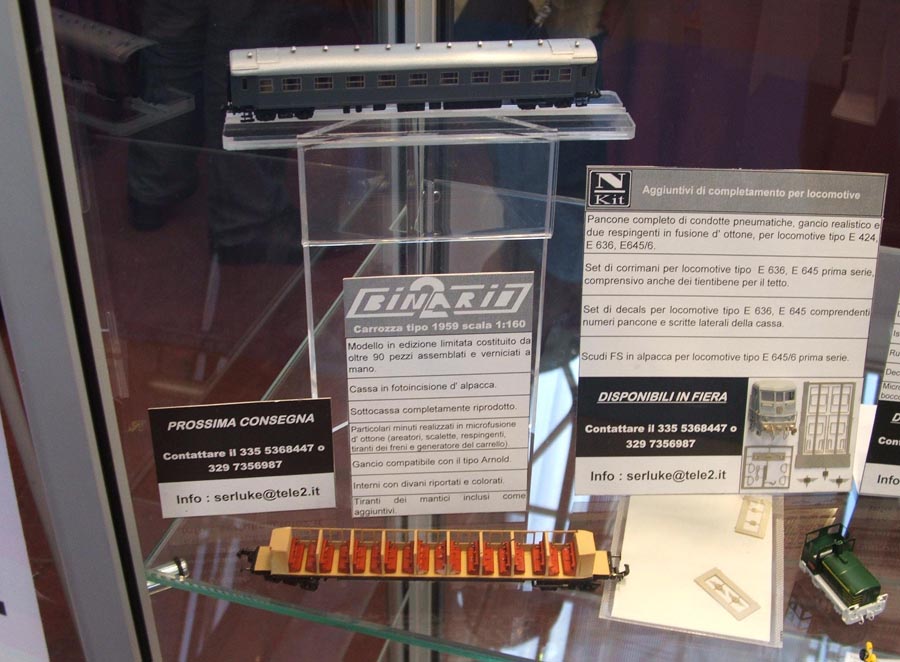 BINARIO
2
Carrozza tipo 1959 scala 1:160
Modello in edizione limitata costituito da
oltre 90 pezzi assemblati e verniciati a
mano.
Cassa in fotoincisione d' alpacca.
Sottocassa completamente riprodotto.
Particolari minuti realizzati in microfusione
d' ottone (areatori, scalette, respingenti,
tiranti dei freni e generatore del carrello)
Gancio compatibile con il tipo Arnold.
Interni con divani riportati e colorati.
Tiranti dei mantici inclusi come
aggiuntivi.
PROSSIMA CONSEGNA
Contattare il 335 5368447 o
329 7356987
Info : serluke@tele2.it
N
Kit
Aggiuntivi di completamento per locomotive
Pancone completo di condotte pneumatiche, gancio realistico e
due respingenti in fusione d' ottone, per locomotive tipo E 424,
E 636, E645/6.
Set di corrimani per locomotive tipo E 636, E 645 prima serie,
comprensivo anche dei tientibene per il tetto.
Set di decals per locomotive tipo E 636, E 645 comprendenti
numeri pancone e scritte laterali della cassa.
Scudi FS in alpacca per locomotive tipo E 645/6 prima serie.
DISPONIBILI IN FIERA
Contattare il 335 5368447 o
329 7356987
Info : serluke@tele2.it